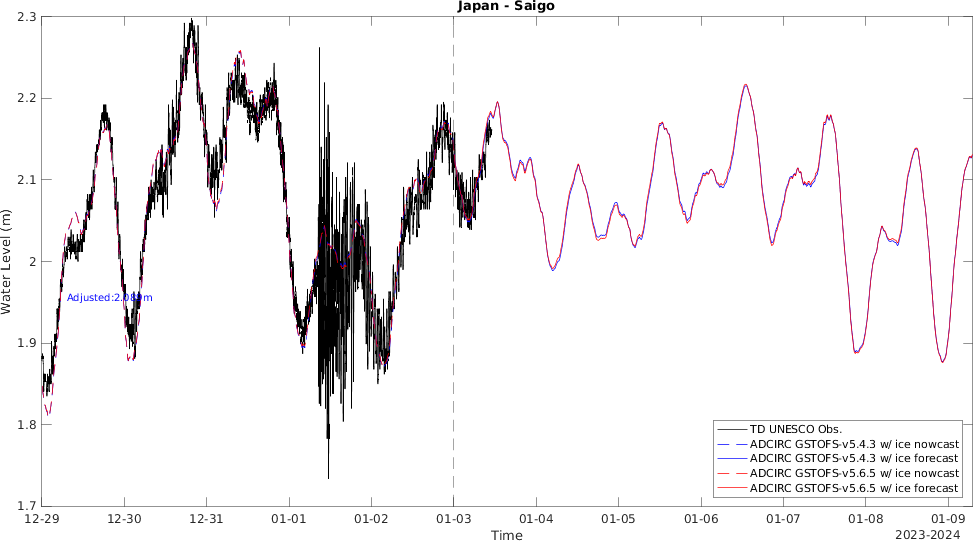 Japan - Saigo
2.3
2.2
2.1
2
1.9
1.8
1.7
Water Level (m)
Adjusted:2.080m
TD UNESCO Obs.
ADCIRC GSTOFS-v5.4.3 w/ ice nowcast
ADCIRC GSTOFS-v5.4.3 w/ ice forecast
ADCIRC GSTOFS-v5.6.5 w/ ice nowcast
ADCIRC GSTOFS-v5.6.5 w/ ice forecast
12-29 12-30 12-31 01-01 01-02 01-03 01-04 01-05 01-06 01-07 01-08 01-09
Time
2023-2024